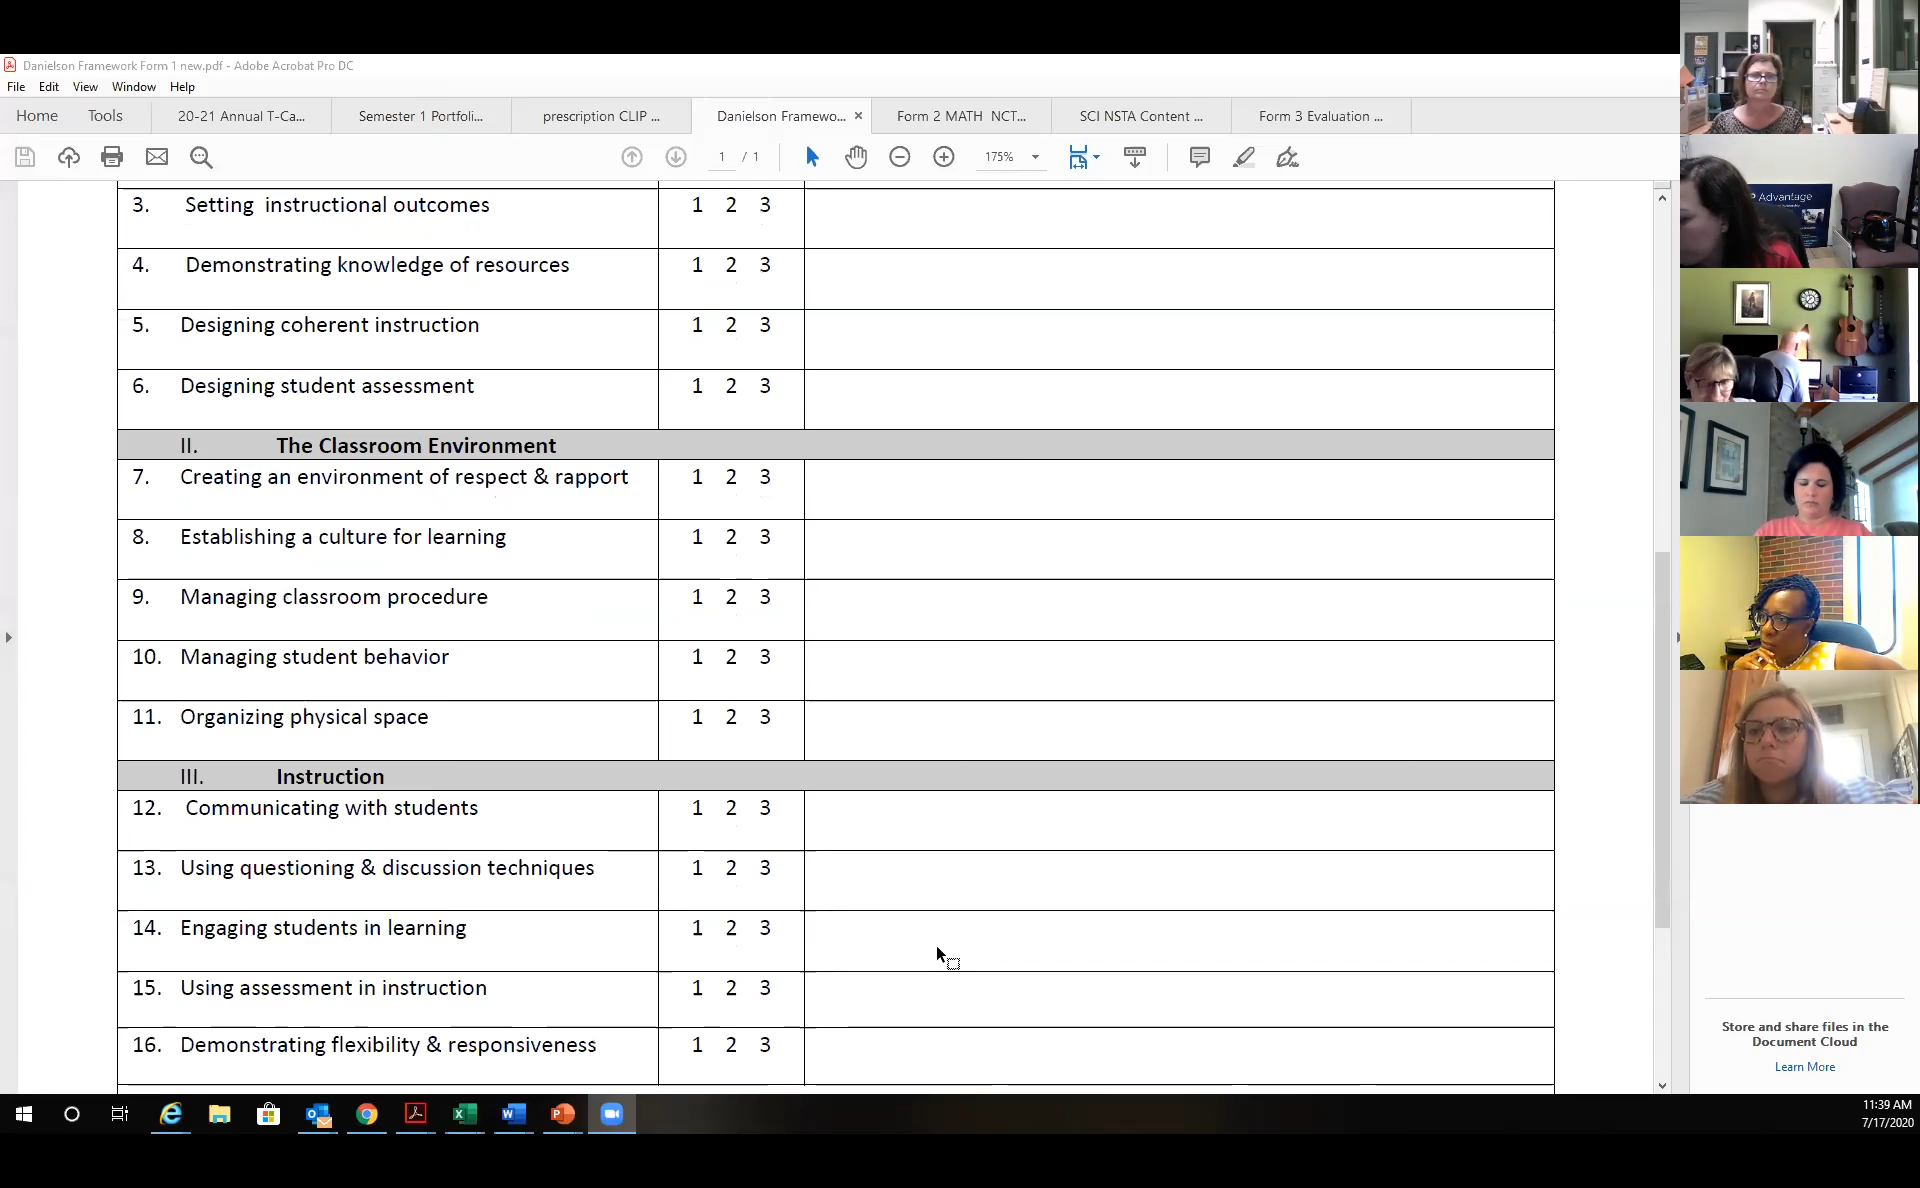 Danielson Framework Form 1 new.pdf - Adobe Acrobat Pro DC
File Edit View Window Help
Home Tools 20-21 Annual T-Ca... Semester 1 Portfoli... prescription CLIP ... Danielson Framewo... × Form 2 MATH NCT... SCI NSTA Content ... Form 3 Evaluation ...
1 / 1 175%
3. Setting instructional outcomes 1 2 3
4. Demonstrating knowledge of resources 1 2 3
5. Designing coherent instruction 1 2 3
6. Designing student assessment 1 2 3
II. The Classroom Environment
7. Creating an environment of respect & rapport 1 2 3
8. Establishing a culture for learning 1 2 3
9. Managing classroom procedure 1 2 3
10. Managing student behavior 1 2 3
11. Organizing physical space 1 2 3
III. Instruction
12. Communicating with students 1 2 3
13. Using questioning & discussion techniques 1 2 3
14. Engaging students in learning 1 2 3
15. Using assessment in instruction 1 2 3
16. Demonstrating flexibility & responsiveness 1 2 3
P Advantage
Store and share files in the
Document Cloud
Learn More
11:39 AM
7/17/2020